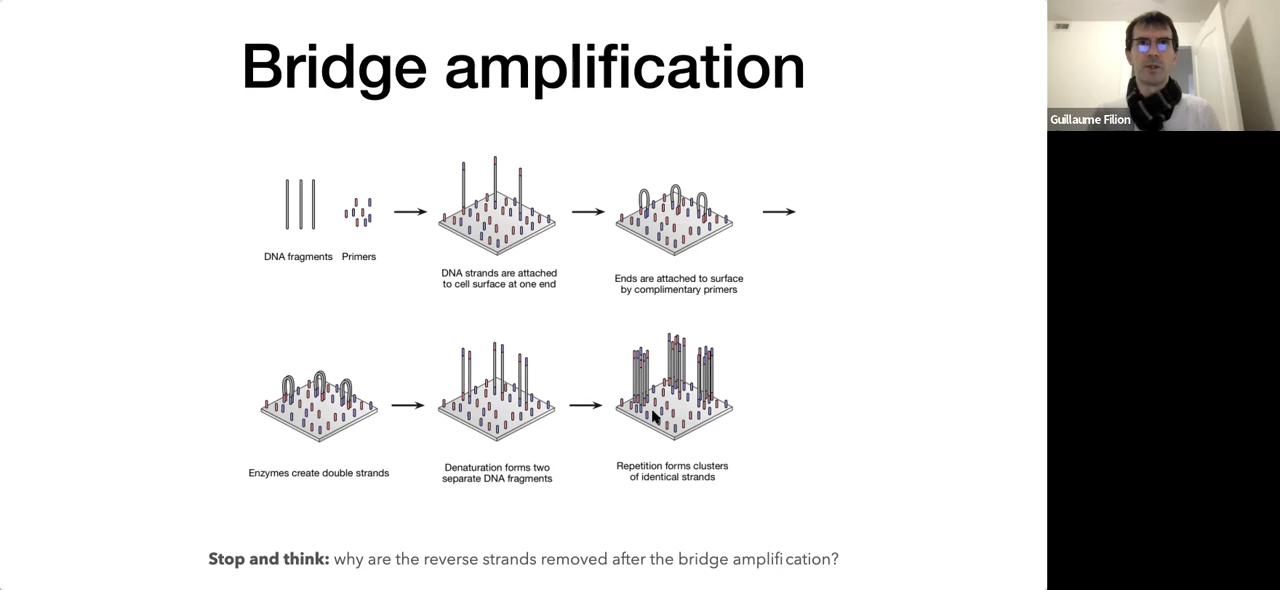 Bridge amplification
Guillaume Filion
DNA fragments
Primers
DNA strands are attached
to cell surface at one end
Ends are attached to surface
by complimentary primers
Enzymes create double strands
Denaturation forms two
separate DNA fragments
Repetition forms clusters
of identical strands
Stop and think: why are the reverse strands removed after the bridge amplification?